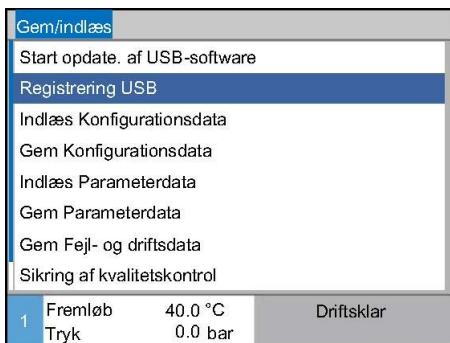 Gem/indlæs
Start opdate. af USB-software
Registrering USB
Indlæs Konfigurationsdata
Gem Konfigurationsdata
Indlæs Parameterdata
Gem Parameterdata
Gem Fejl- og driftsdata
Sikring af kvalitetskontrol
1 Fremløb 40.0 °C Driftsklar
Tryk 0.0 bar